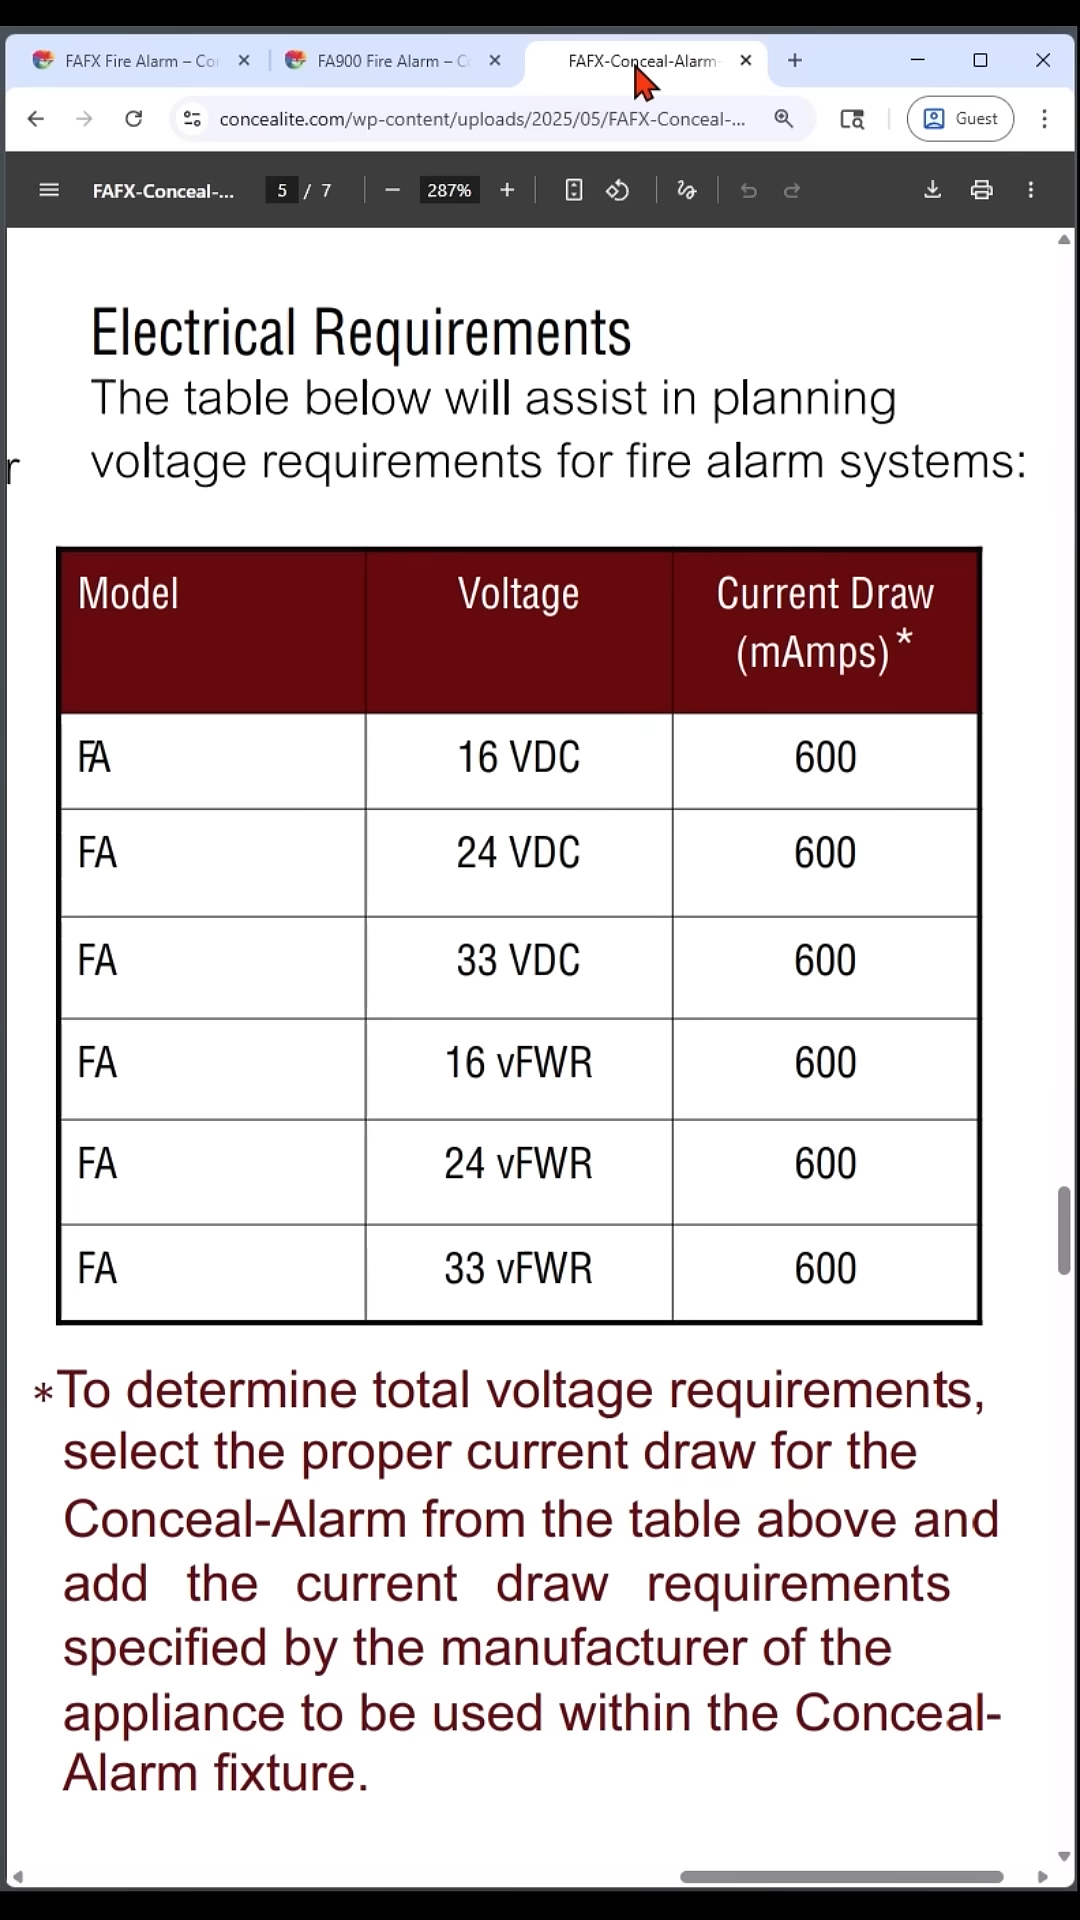 FAFX Fire Alarm – Co
FA900 Fire Alarm – C
FAFX-Conceal-Alarm-
concealite.com/wp-content/uploads/2025/05/FAFX-Conceal-...
Guest
FAFX-Conceal-...
5 / 7
287%
Electrical Requirements
The table below will assist in planning
voltage requirements for fire alarm systems:
r
Model Voltage Current Draw
(mAmps)*
FA 16 VDC 600
FA 24 VDC 600
FA 33 VDC 600
FA 16 vFWR 600
FA 24 vFWR 600
FA 33 vFWR 600
*To determine total voltage requirements,
select the proper current draw for the
Conceal-Alarm from the table above and
add the current draw requirements
specified by the manufacturer of the
appliance to be used within the Conceal-
Alarm fixture.